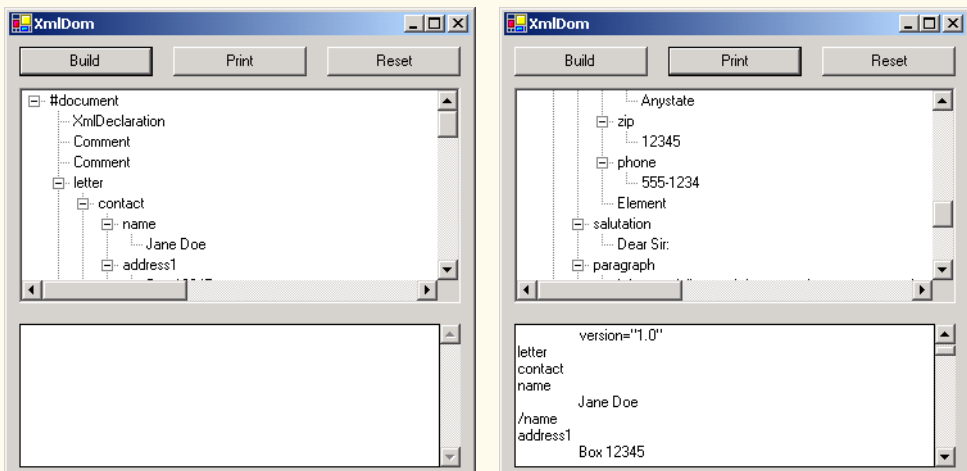 XmlDom
Build Print Reset
#document
XmlDeclaration
Comment
Comment
letter
contact
name
Jane Doe
address1
XmlDom
Build Print Reset
Anystate
zip
12345
phone
555-1234
Element
salutation
Dear Sir:
paragraph
version="1.0"
letter
contact
name
Jane Doe
/name
address1
Box 12345